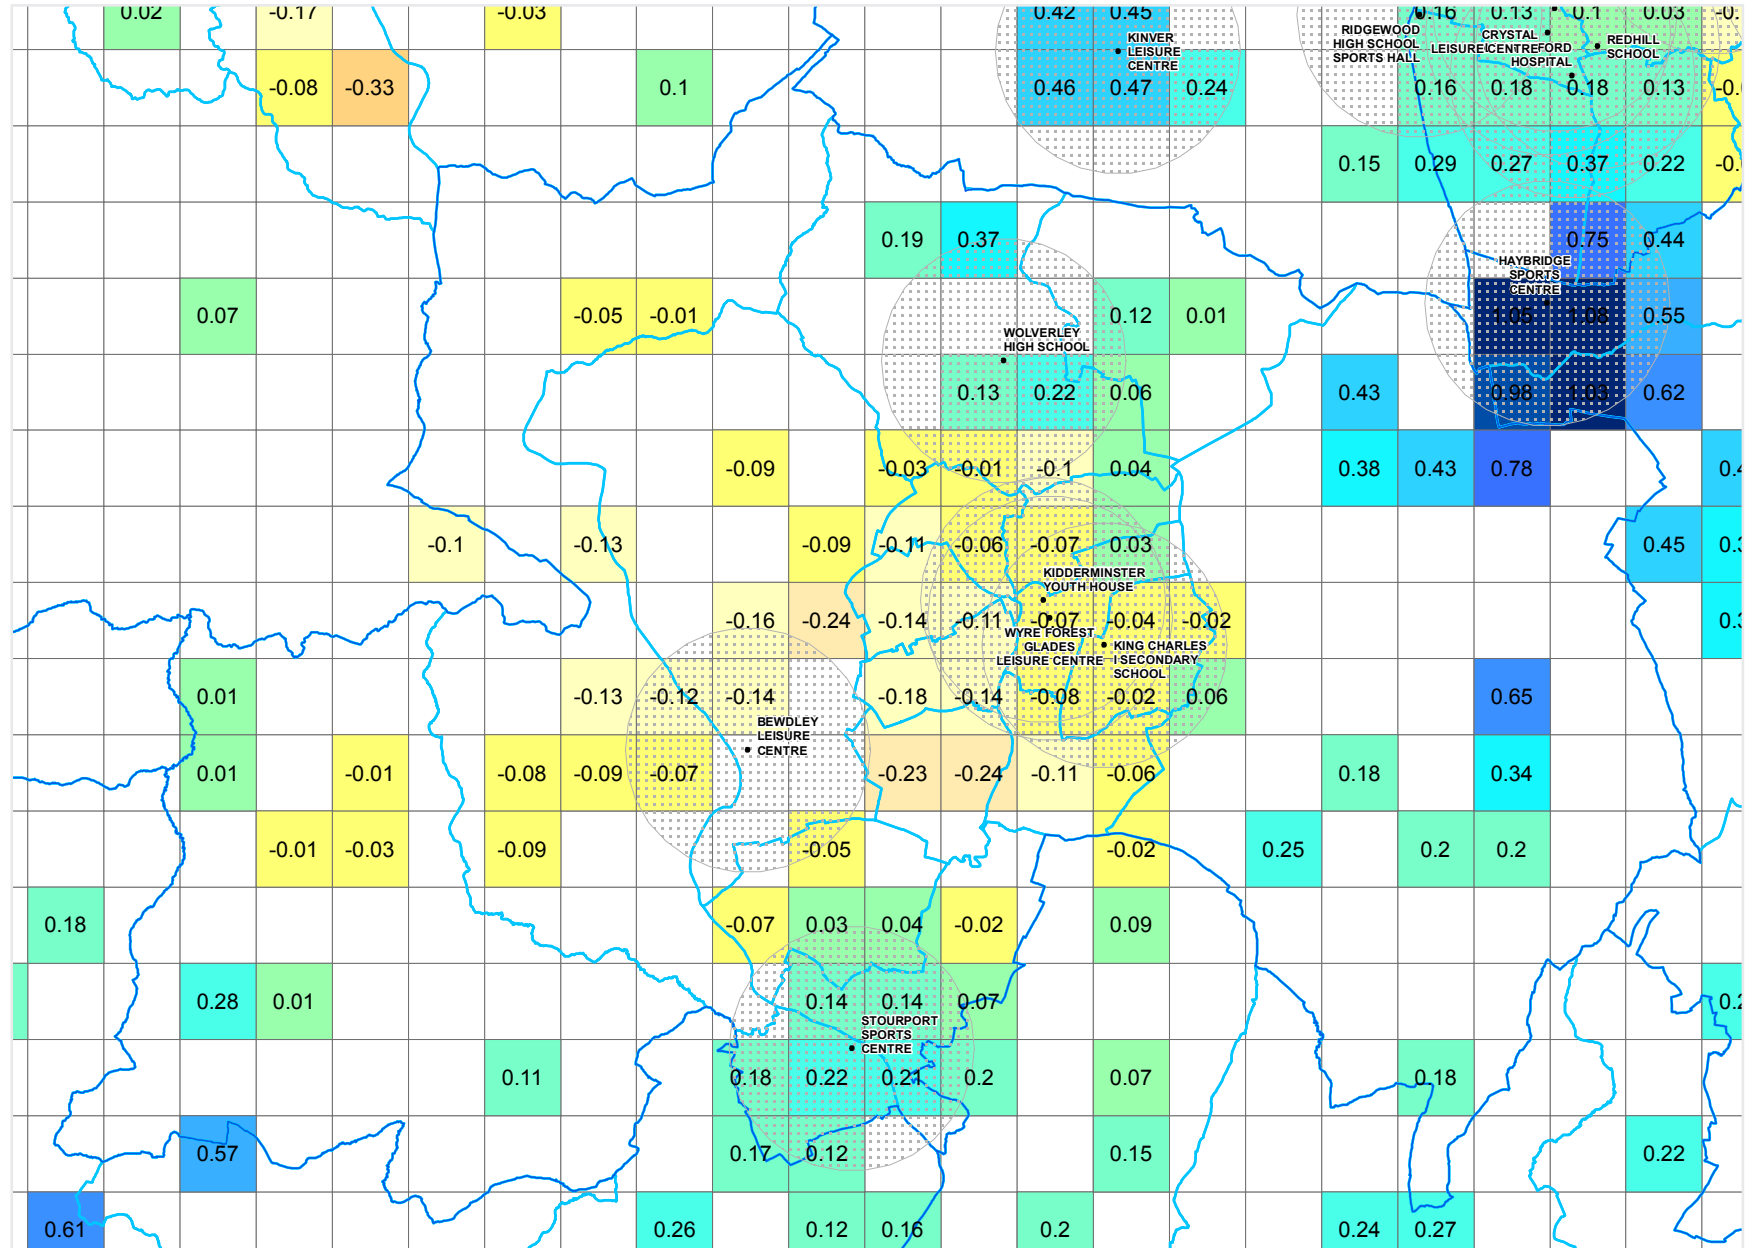 0.02 -0.17 -0.03 0.42 0.45 0.16 0.13 0.1 0.03
KINVER
LEISURE
CENTRE
RIDGEWOOD
HIGH SCHOOL
SPORTS HALL
CRYSTAL
LEISURE CENTRE
HOSPITAL
REDHILL
SCHOOL
-0.08 -0.33 0.1 0.46 0.47 0.24 0.16 0.18 0.18 0.13
0.15 0.29 0.27 0.37 0.22
0.19 0.37 0.75 0.44
HAYBRIDGE
SPORTS
CENTRE
0.07 -0.05 -0.01 0.12 0.01 1.05 1.08 0.55
WOLVERLEY
HIGH SCHOOL
0.13 0.22 0.06 0.43 0.98 1.03 0.62
-0.09 -0.03 -0.01 -0.1 0.04 0.38 0.43 0.78
-0.1 -0.13 -0.09 -0.11 -0.06 -0.07 0.03 0.45
KIDDERMINSTER
YOUTH HOUSE
-0.16 -0.24 -0.14 -0.11 -0.07 -0.04 -0.02
WYRE FOREST
GLADES
LEISURE CENTRE
KING CHARLES
I SECONDARY
SCHOOL
0.01 -0.13 -0.12 -0.14 -0.18 -0.14 -0.08 -0.02 0.06 0.65
BEWDLEY
LEISURE
CENTRE
0.01 -0.01 -0.08 -0.09 -0.07 -0.23 -0.24 -0.11 -0.06 0.18 0.34
-0.01 -0.03 -0.09 -0.05 -0.02 0.25 0.2 0.2
0.18 -0.07 0.03 0.04 -0.02 0.09
0.28 0.01 0.14 0.14 0.07
STOURPORT
SPORTS
CENTRE
0.11 0.18 0.22 0.21 0.2 0.07 0.18
0.57 0.17 0.12 0.15 0.22
0.61 0.26 0.12 0.16 0.2 0.24 0.27